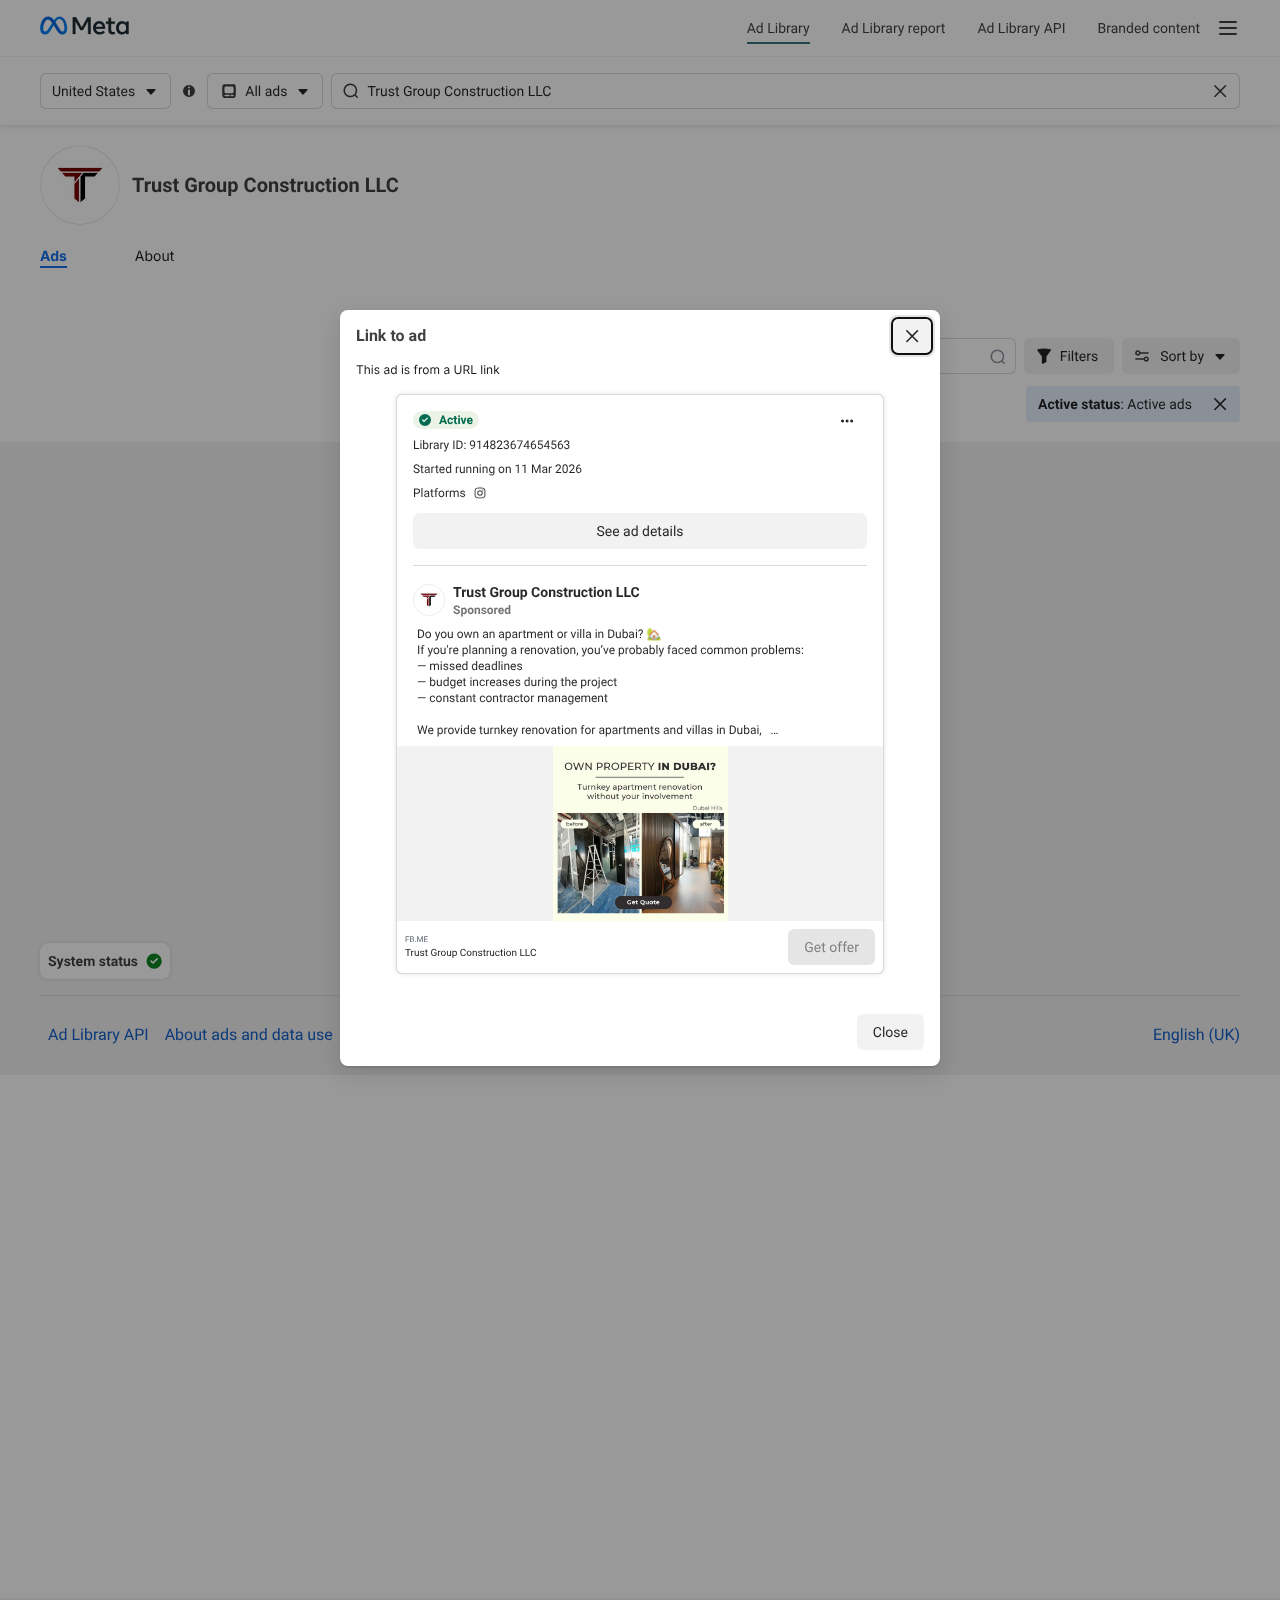 Meta
Ad Library
Ad Library report
Ad Library API
Branded content
United States
All ads
Trust Group Construction LLC
Trust Group Construction LLC
Ads
About
Link to ad
This ad is from a URL link
Filters
Sort by
Active status: Active ads
Active
Library ID: 914823674654563
Started running on 11 Mar 2026
Platforms
See ad details
Trust Group Construction LLC
Sponsored
Do you own an apartment or villa in Dubai? 🏡
If you're planning a renovation, you've probably faced common problems:
— missed deadlines
— budget increases during the project
— constant contractor management
We provide turnkey renovation for apartments and villas in Dubai, ...
OWN PROPERTY IN DUBAI?
Turnkey apartment renovation
without your involvement
Dubai Hills
before
after
Get Quote
FB.ME
Trust Group Construction LLC
Get offer
System status
Close
Ad Library API
About ads and data use
English (UK)